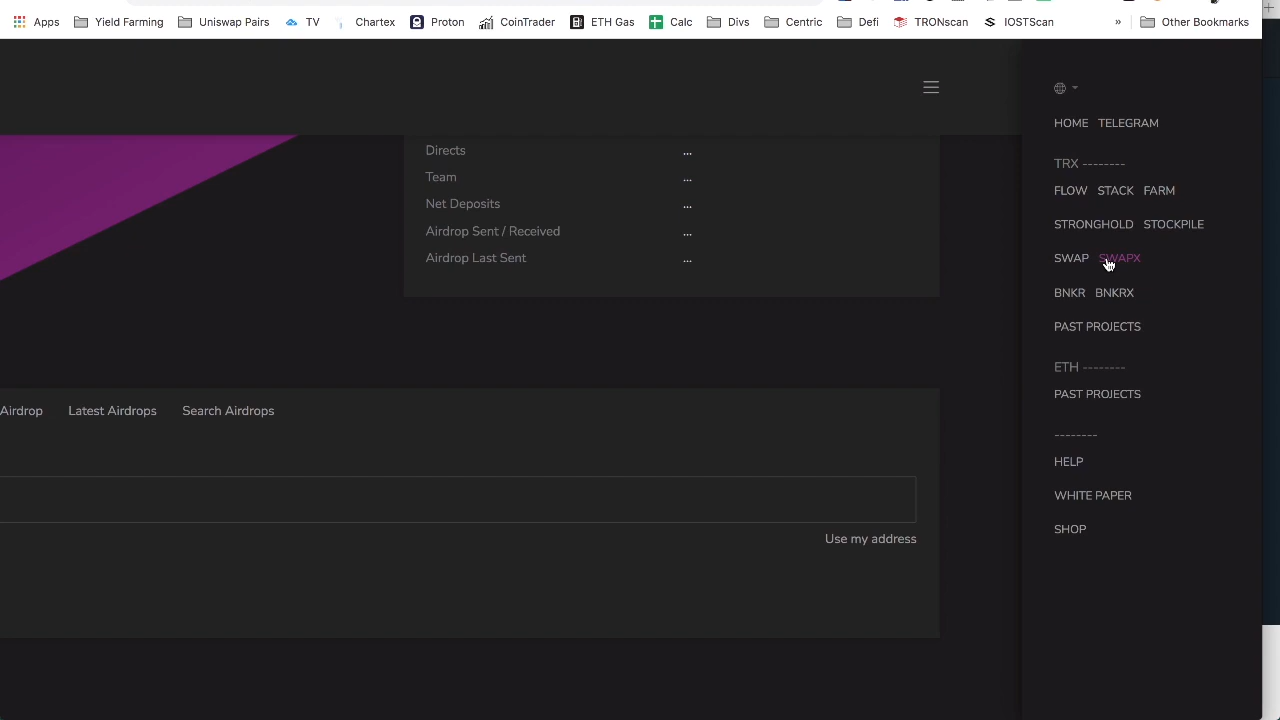 Apps Yield Farming Uniswap Pairs TV Chartex Proton CoinTrader ETH Gas Calc Divs Centric Defi TRONscan IOSTScan » Other Bookmarks
HOME TELEGRAM
TRX --------
FLOW STACK FARM
STRONGHOLD STOCKPILE
SWAP SWAPX
BNKR BNKRX
PAST PROJECTS
ETH --------
PAST PROJECTS
--------
HELP
WHITE PAPER
SHOP
Directs ...
Team ...
Net Deposits ...
Airdrop Sent / Received ...
Airdrop Last Sent ...
Airdrop Latest Airdrops Search Airdrops
Use my address